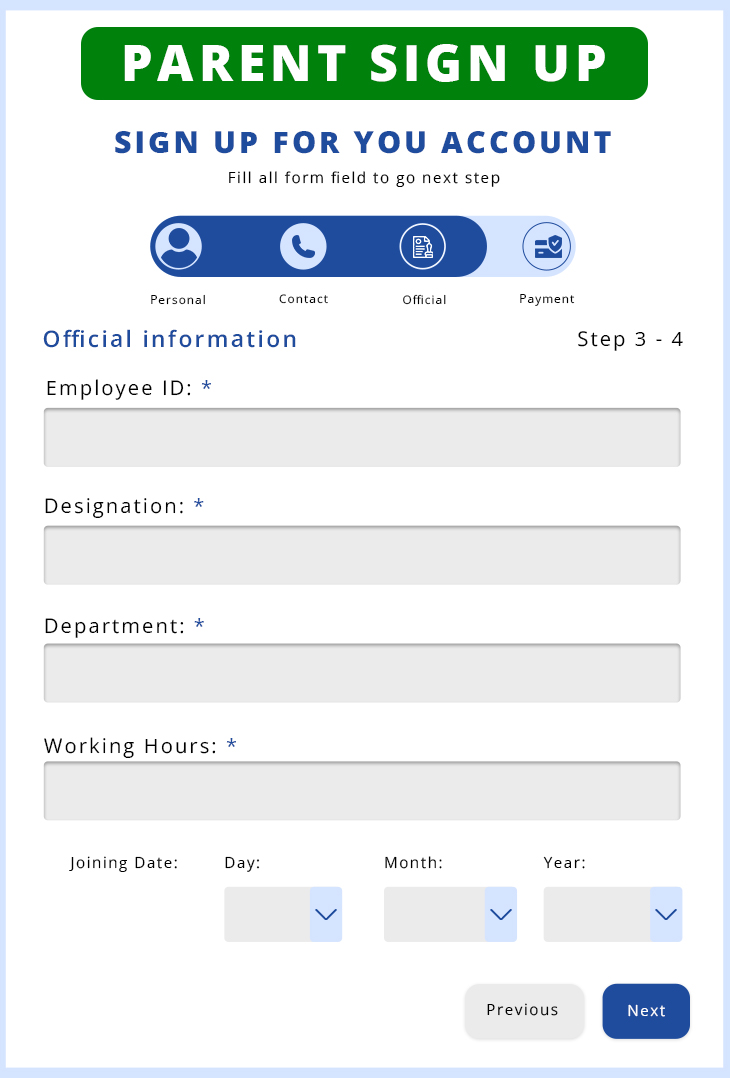 PARENT SIGN UP
SIGN UP FOR YOU ACCOUNT
Fill all form field to go next step
Personal Contact Official Payment
Official information Step 3 - 4
Employee ID: *
Designation: *
Department: *
Working Hours: *
Joining Date: Day: Month: Year:
Previous Next